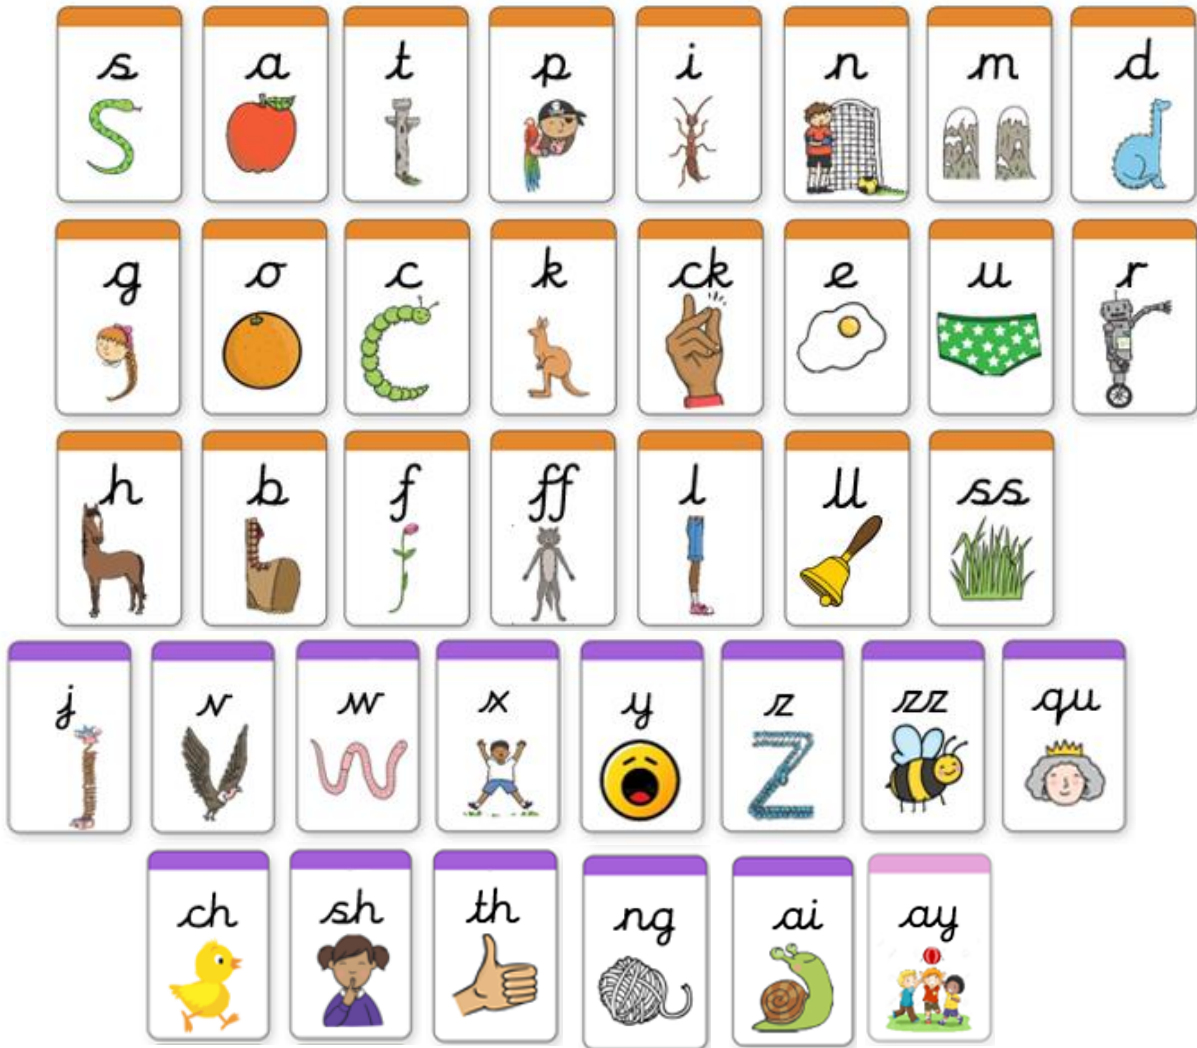 s a t p i n m d
g o c k ck e u r
h b f ff l ll ss
j v w x y z zz qu
ch sh th ng ai ay